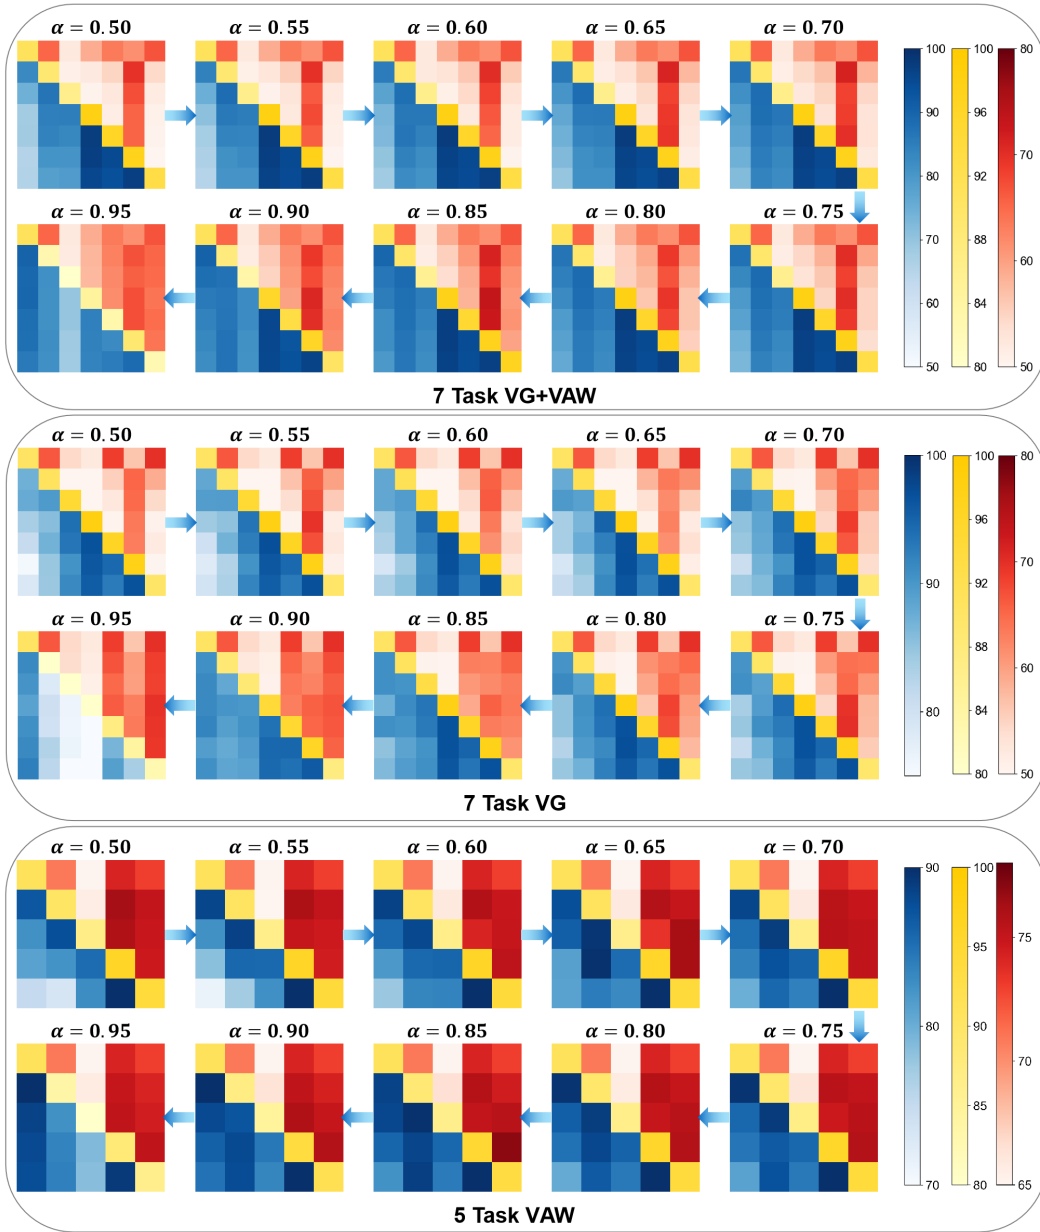 α = 0.50 α = 0.55 α = 0.60 α = 0.65 α = 0.70
α = 0.95 α = 0.90 α = 0.85 α = 0.80 α = 0.75
100 90 80 70 60 50
100 96 92 88 84 80
80 70 60 50
7 Task VG+VAW
α = 0.50 α = 0.55 α = 0.60 α = 0.65 α = 0.70
α = 0.95 α = 0.90 α = 0.85 α = 0.80 α = 0.75
100 90 80
100 96 92 88 84 80
80 70 60 50
7 Task VG
α = 0.50 α = 0.55 α = 0.60 α = 0.65 α = 0.70
α = 0.95 α = 0.90 α = 0.85 α = 0.80 α = 0.75
90 80 70
100 95 90 85 80
75 70 65
5 Task VAW